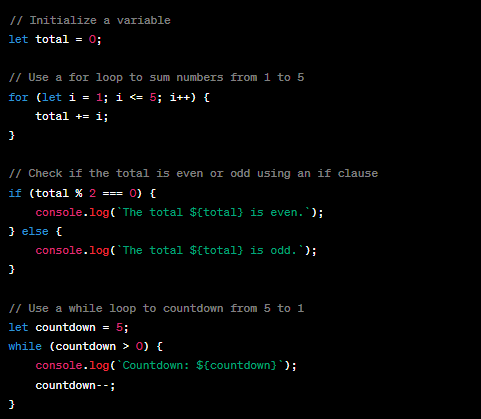 // Initialize a variable
let total = 0;
// Use a for loop to sum numbers from 1 to 5
for (let i = 1; i <= 5; i++) {
    total += i;
}
// Check if the total is even or odd using an if clause
if (total % 2 === 0) {
    console.log(`The total ${total} is even.`);
} else {
    console.log(`The total ${total} is odd.`);
}
// Use a while loop to countdown from 5 to 1
let countdown = 5;
while (countdown > 0) {
    console.log(`Countdown: ${countdown}`);
    countdown--;
}